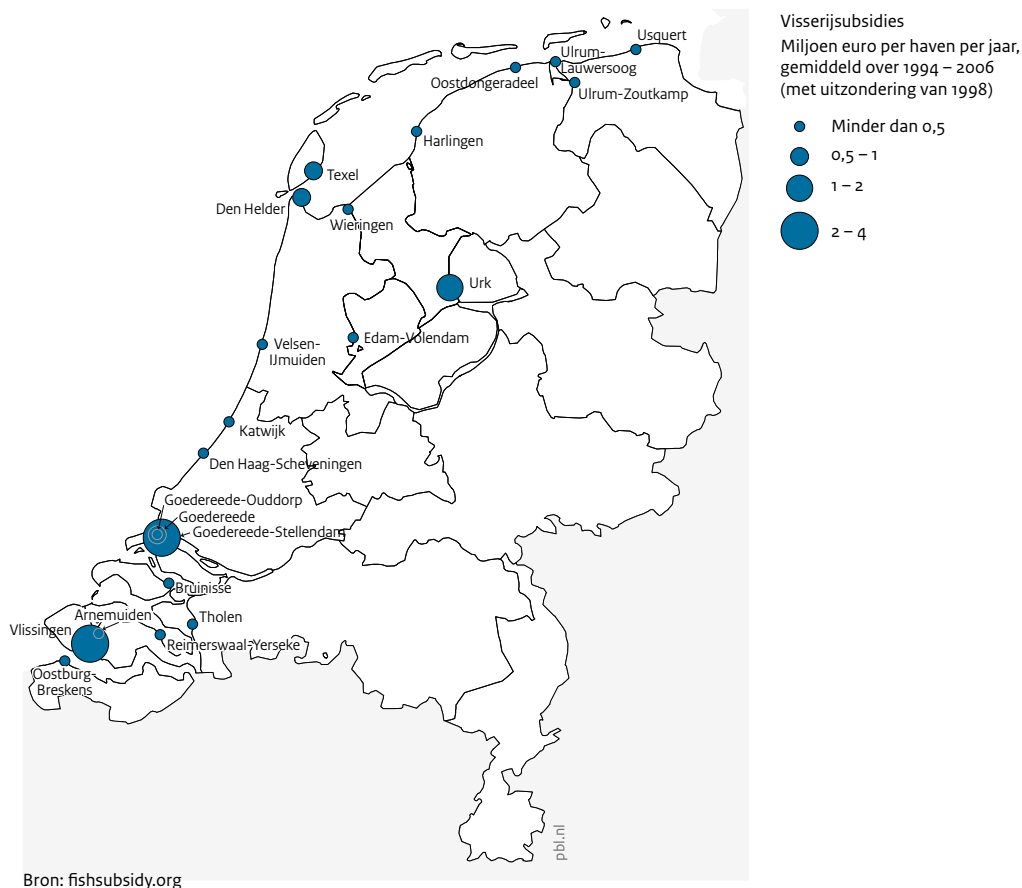 Visserijsubsidies
Miljoen euro per haven per jaar,
gemiddeld over 1994 – 2006
(met uitzondering van 1998)
Minder dan 0,5
0,5 – 1
1 – 2
2 – 4
Usquert
Ulrum-
Lauwersoog
Oostdongeradeel
Ulrum-Zoutkamp
Harlingen
Texel
Den Helder
Wieringen
Urk
Edam-Volendam
Velsen-
IJmuiden
Katwijk
Den Haag-Scheveningen
Goedereede-Ouddorp
Goedereede
Goedereede-Stellendam
Bruinisse
Arnemuiden
Tholen
Vlissingen
Reimerswaal-Yerseke
Oostburg-
Breskens
pbl.nl
Bron: fishsubsidy.org